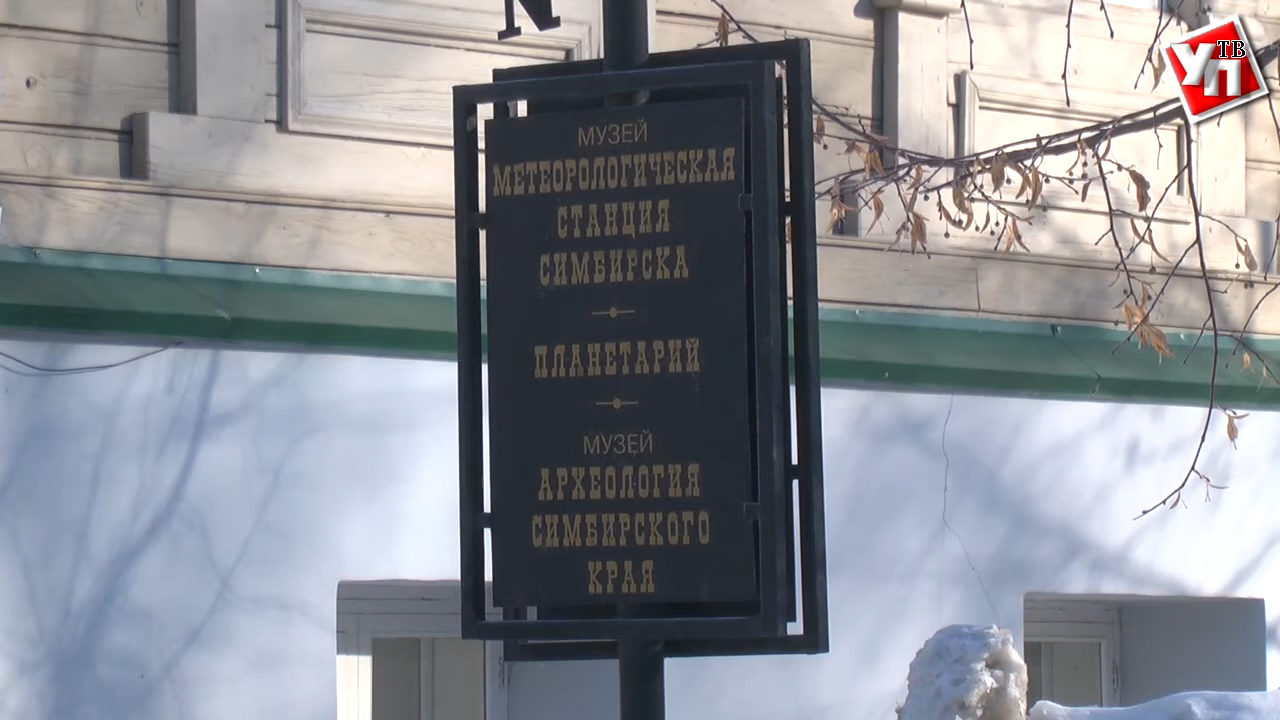 УП ТВ
МУЗЕЙ
МЕТЕОРОЛОГИЧЕСКАЯ
СТАНЦИЯ
СИМБИРСКА
ПЛАНЕТАРИЙ
МУЗЕЙ
АРХЕОЛОГИЯ
СИМБИРСКОГО
КРАЯ